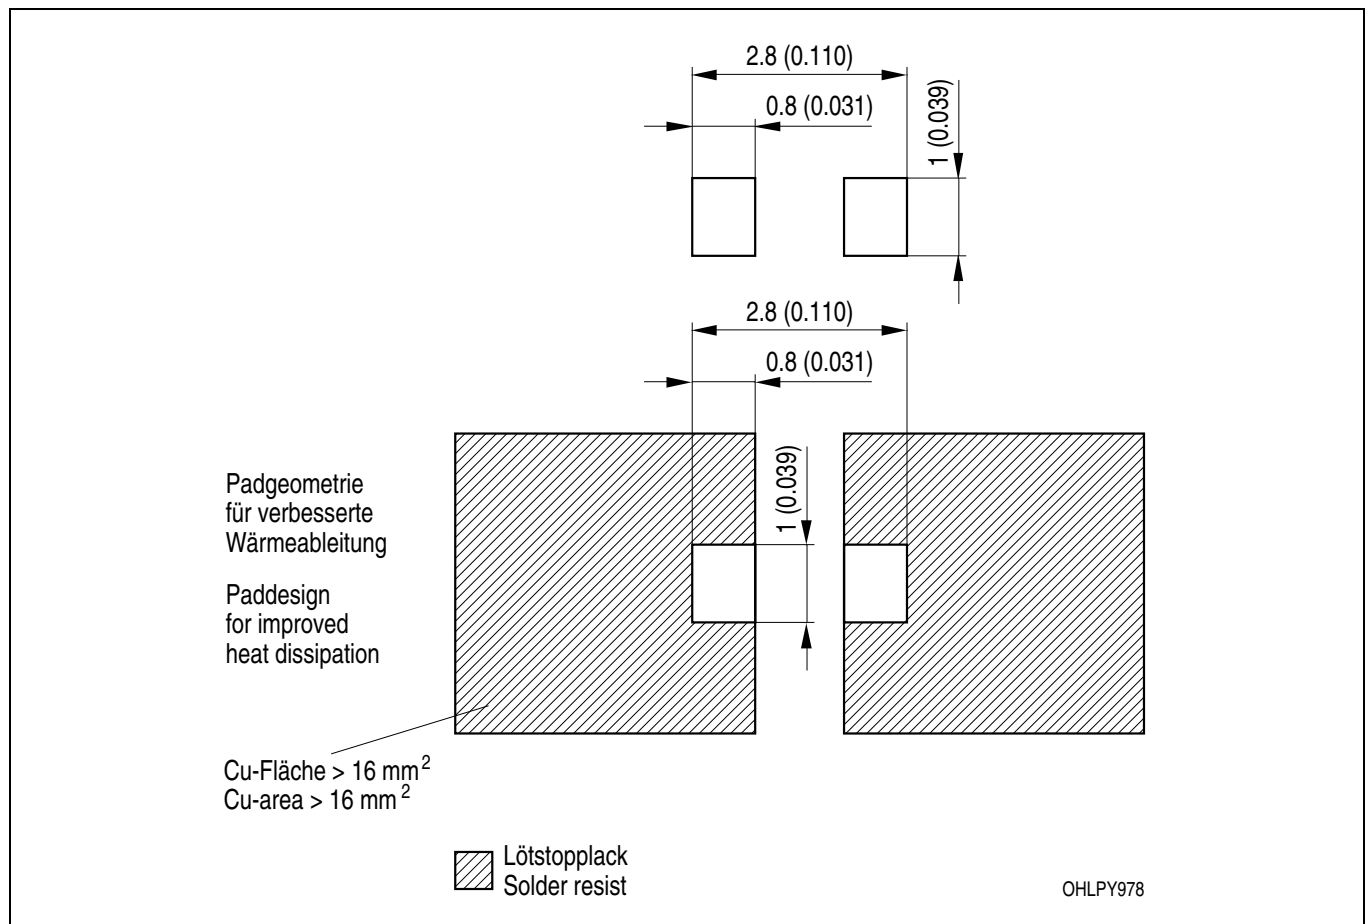 2.8 (0.110)
0.8 (0.031)
1 (0.039)
2.8 (0.110)
0.8 (0.031)
1 (0.039)
Padgeometrie
für verbesserte
Wärmeableitung
Paddesign
for improved
heat dissipation
Cu-Fläche > 16 mm²
Cu-area > 16 mm²
Lötstopplack
Solder resist
OHLPY978